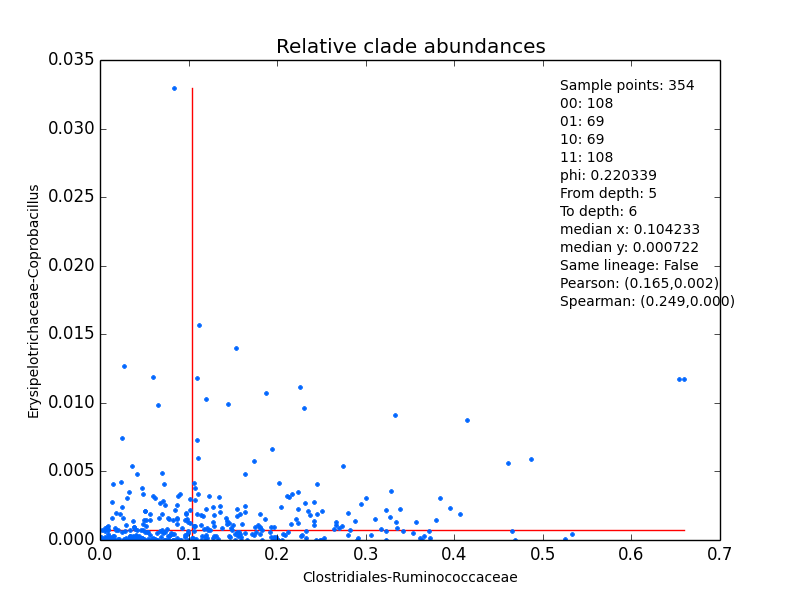 Relative clade abundances
0.035
0.030
0.025
0.020
0.015
0.010
0.005
0.000
Erysipelotrichaceae-Coprobacillus
Sample points: 354
00: 108
01: 69
10: 69
11: 108
phi: 0.220339
From depth: 5
To depth: 6
median x: 0.104233
median y: 0.000722
Same lineage: False
Pearson: (0.165,0.002)
Spearman: (0.249,0.000)
0.0 0.1 0.2 0.3 0.4 0.5 0.6 0.7
Clostridiales-Ruminococcaceae